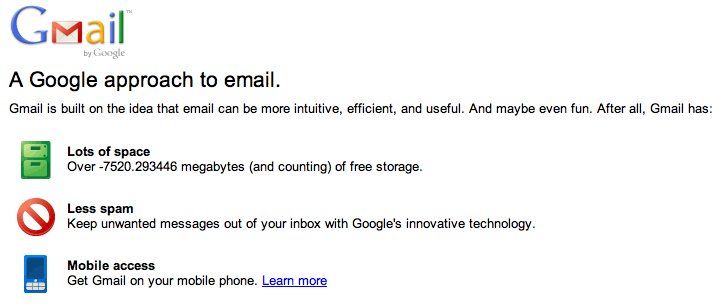 Gmail™
by Google
A Google approach to email.
Gmail is built on the idea that email can be more intuitive, efficient, and useful. And maybe even fun. After all, Gmail has:
Lots of space
Over -7520.293446 megabytes (and counting) of free storage.
Less spam
Keep unwanted messages out of your inbox with Google's innovative technology.
Mobile access
Get Gmail on your mobile phone. Learn more